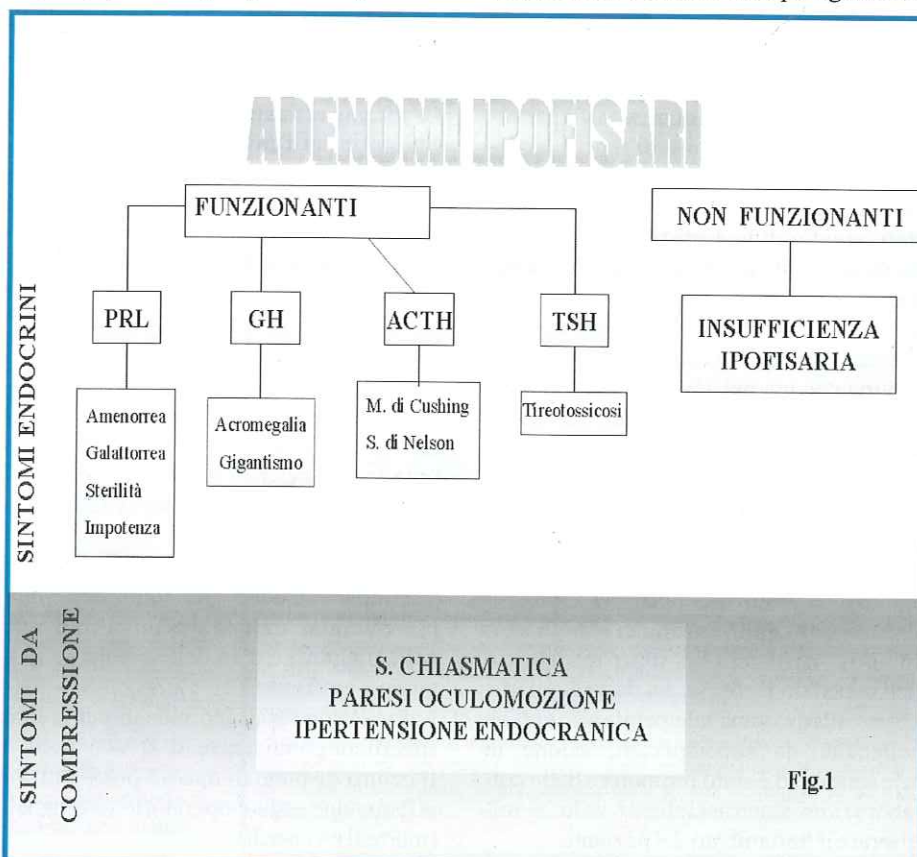 ADENOMI IPOFISARI
FUNZIONANTI
NON FUNZIONANTI
PRL
GH
ACTH
TSH
INSUFFICIENZA
IPOFISARIA
Amenorrea
Galattorrea
Sterilità
Impotenza
Acromegalia
Gigantismo
M. di Cushing
S. di Nelson
Tireotossicosi
SINTOMI ENDOCRINI
SINTOMI DA
COMPRESSIONE
S. CHIASMATICA
PARESI OCULOMOZIONE
IPERTENSIONE ENDOCRANICA
Fig.1